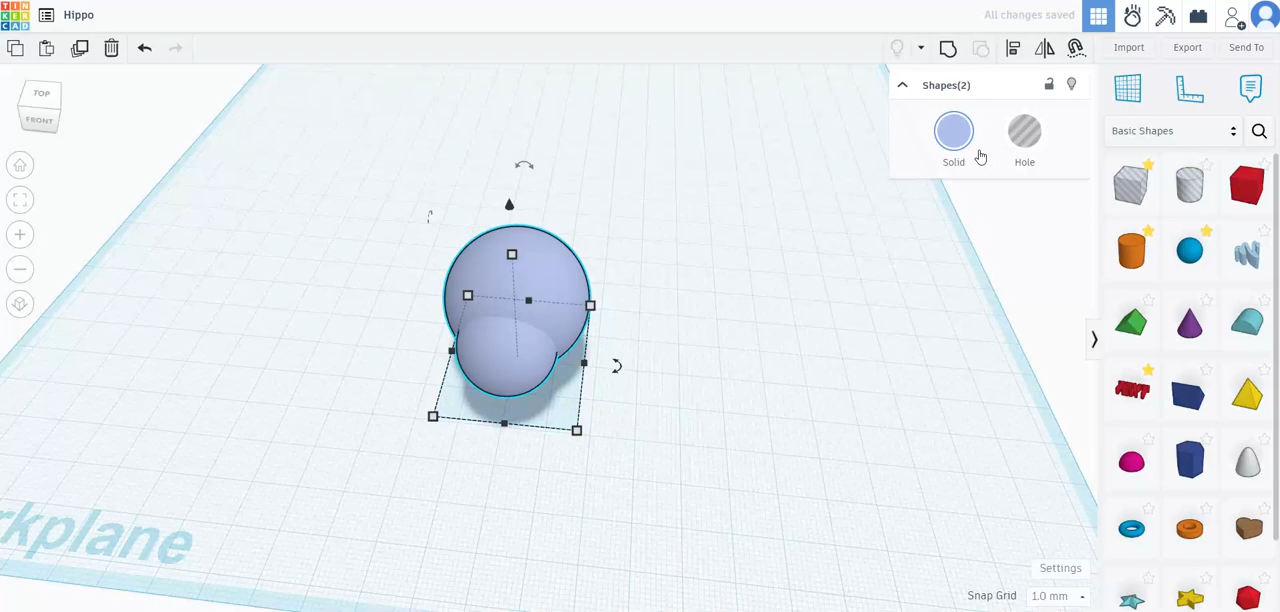 TIN
KER
CAD
Hippo
All changes saved
Import
Export
Send To
TOP
FRONT
Shapes(2)
Solid
Hole
Basic Shapes
TEXT
rkplane
Settings
Snap Grid
1.0 mm